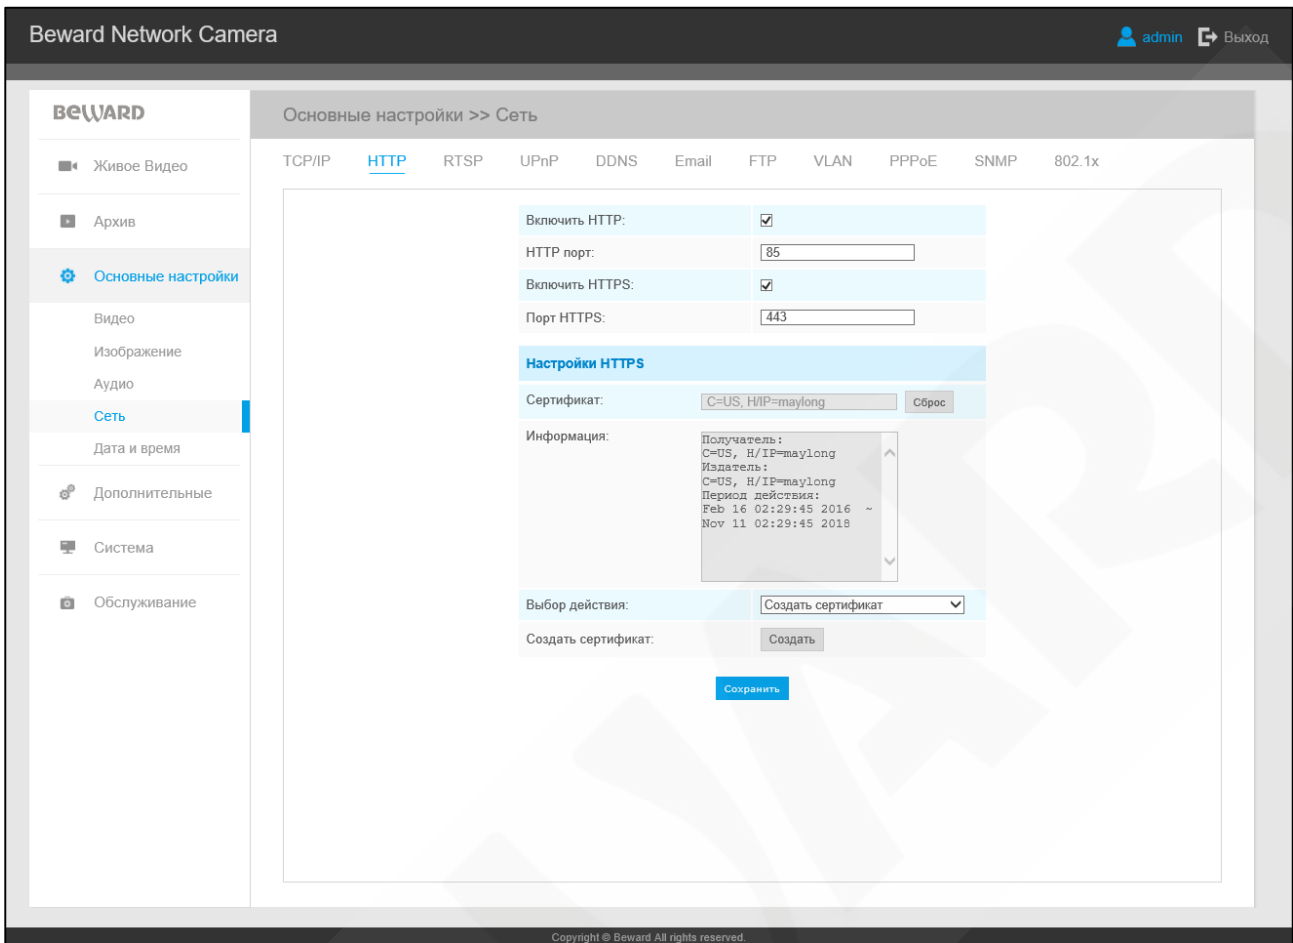 Beward Network Camera
admin Выход
BEWARD
Основные настройки >> Сеть
TCP/IP HTTP RTSP UPnP DDNS Email FTP VLAN PPPoE SNMP 802.1x
Живое Видео
Архив
Основные настройки
Видео
Изображение
Аудио
Сеть
Дата и время
Дополнительные
Система
Обслуживание
Включить HTTP:
HTTP порт: 85
Включить HTTPS:
Порт HTTPS: 443
Настройки HTTPS
Сертификат: C=US, H/IP=maylong Сброс
Информация:
Получатель:
C=US, H/IP=maylong
Издатель:
C=US, H/IP=maylong
Период действия:
Feb 16 02:29:45 2016 ~
Nov 11 02:29:45 2018
Выбор действия: Создать сертификат
Создать сертификат: Создать
Сохранить
Copyright © Beward All rights reserved.